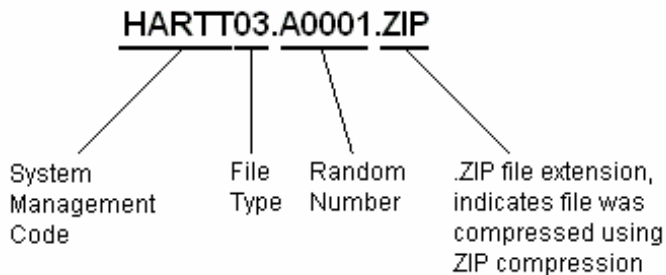 HARTT03.A0001.ZIP
System
Management
Code
File
Type
Random
Number
.ZIP file extension,
indicates file was
compressed using
ZIP compression